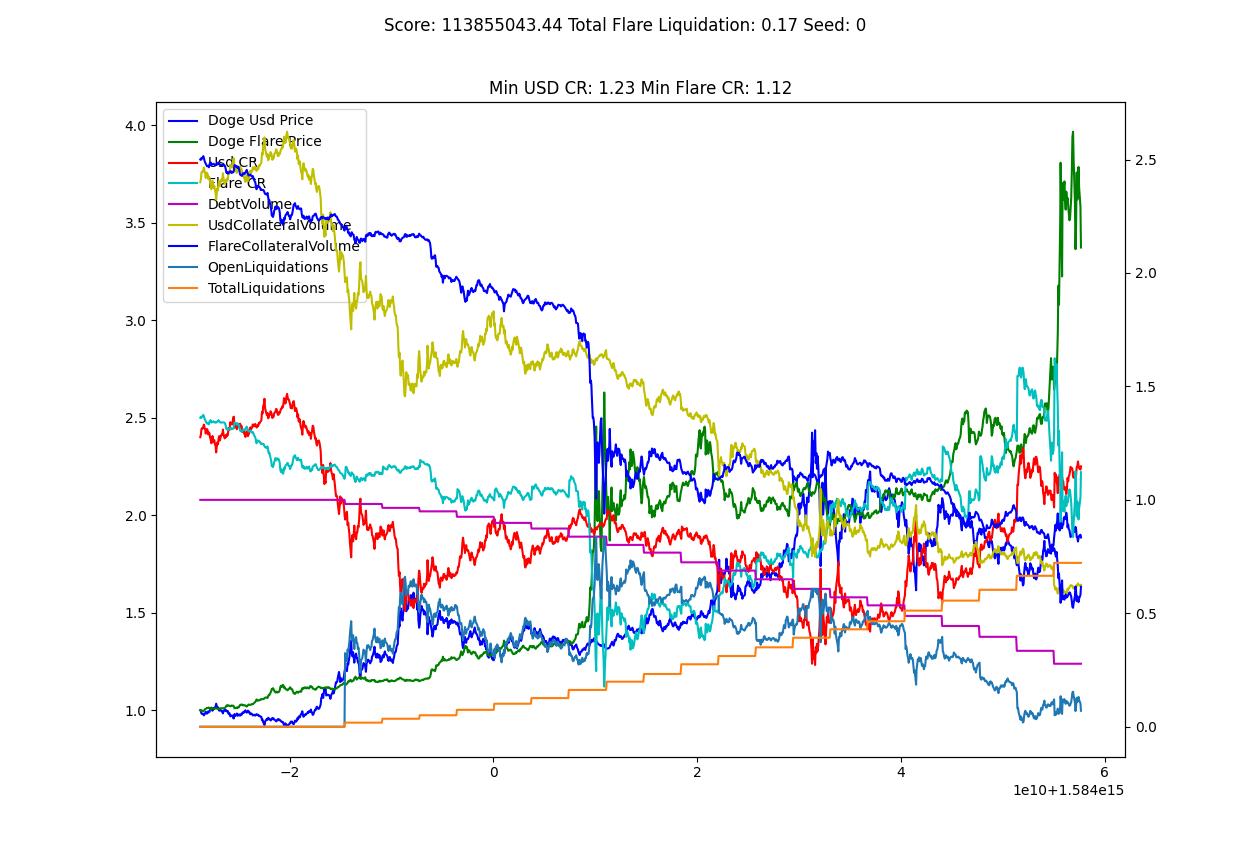 Score: 113855043.44 Total Flare Liquidation: 0.17 Seed: 0
Min USD CR: 1.23 Min Flare CR: 1.12
Doge Usd Price
Doge Flare Price
Usd CR
Flare CR
DebtVolume
UsdCollateralVolume
FlareCollateralVolume
OpenLiquidations
TotalLiquidations
4.0
3.5
3.0
2.5
2.0
1.5
1.0
2.5
2.0
1.5
1.0
0.5
0.0
−2
0
2
4
6
1e10+1.584e15